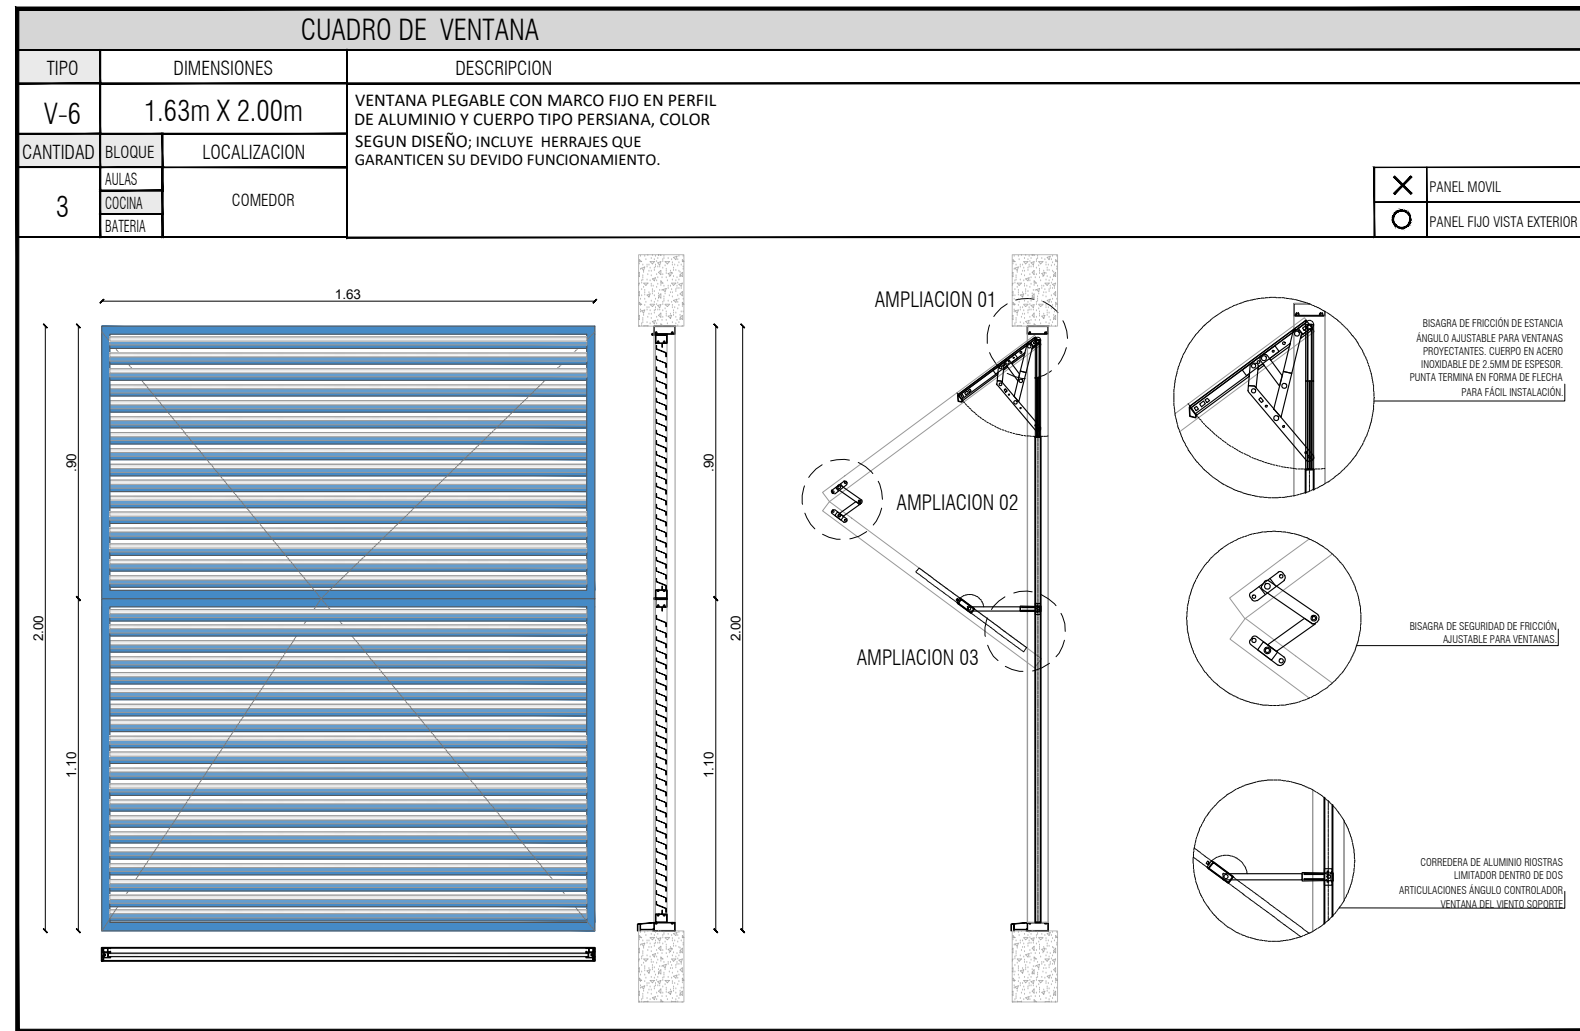 CUADRO DE VENTANA
TIPO
DIMENSIONES
DESCRIPCION
V-6
1.63m X 2.00m
VENTANA PLEGABLE CON MARCO FIJO EN PERFIL
DE ALUMINIO Y CUERPO TIPO PERSIANA, COLOR
SEGUN DISEÑO; INCLUYE HERRAJES QUE
GARANTICEN SU DEVIDO FUNCIONAMIENTO.
CANTIDAD
BLOQUE
LOCALIZACION
3
AULAS
COCINA
BATERIA
COMEDOR
PANEL MOVIL
PANEL FIJO VISTA EXTERIOR
1.63
2.00
.90
1.10
.90
1.10
2.00
AMPLIACION 01
AMPLIACION 02
AMPLIACION 03
BISAGRA DE FRICCIÓN DE ESTANCIA
ÁNGULO AJUSTABLE PARA VENTANAS
PROYECTANTES. CUERPO EN ACERO
INOXIDABLE DE 2.5MM DE ESPESOR.
PUNTA TERMINA EN FORMA DE FLECHA
PARA FÁCIL INSTALACIÓN.
BISAGRA DE SEGURIDAD DE FRICCIÓN,
AJUSTABLE PARA VENTANAS.
CORREDERA DE ALUMINIO RIOSTRAS
LIMITADOR DENTRO DE DOS
ARTICULACIONES ÁNGULO CONTROLADOR,
VENTANA DEL VIENTO SOPORTE